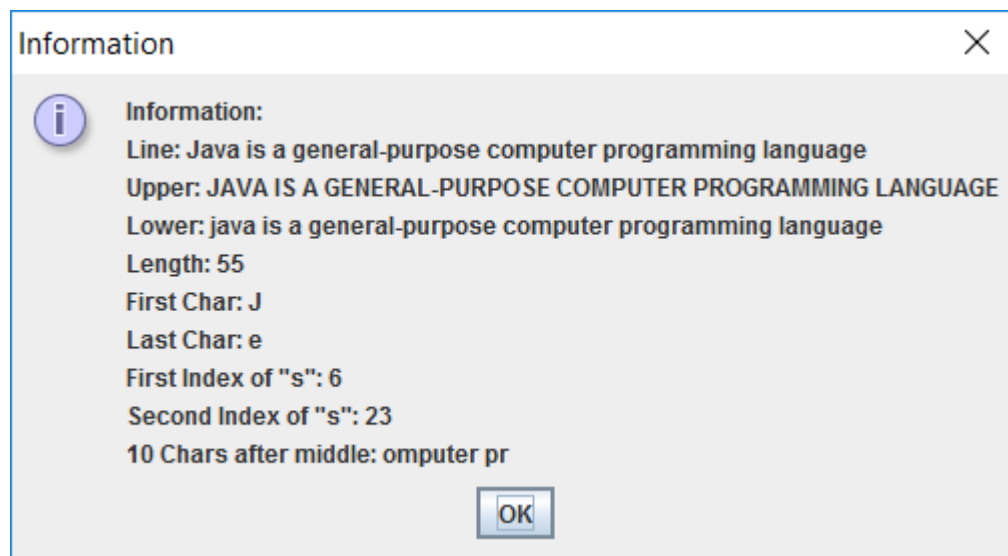 Information
Information:
Line: Java is a general-purpose computer programming language
Upper: JAVA IS A GENERAL-PURPOSE COMPUTER PROGRAMMING LANGUAGE
Lower: java is a general-purpose computer programming language
Length: 55
First Char: J
Last Char: e
First Index of "s": 6
Second Index of "s": 23
10 Chars after middle: omputer pr
OK